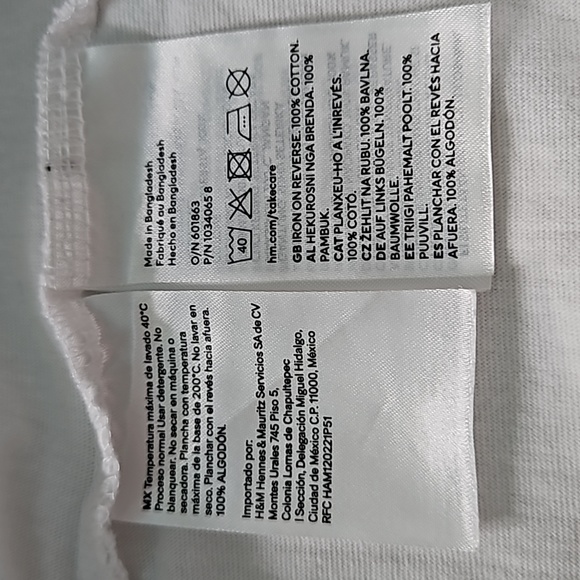 Made in Bangladesh
Fabriqué au Bangladesh
Hecho en Bangladesh
O/N 601863
P/N 1034065 8
40
hm.com/takecare
GB IRON ON REVERSE. 100% COTTON.
AL HEKUROSNI NGA BRENDA. 100%
PAMBUK.
CAT PLANXEU-HO A L'INREVÉS.
100% COTÓ.
CZ ŽEHLIT NA RUBU. 100% BAVLNA.
DE AUF LINKS BÜGELN. 100%
BAUMWOLLE.
EE TRIIGI PAHEMALT POOLT. 100%
PUUVILL.
ES PLANCHAR CON EL REVÉS HACIA
AFUERA. 100% ALGODÓN.
MX Temperatura máxima de lavado 40°C
Proceso normal Usar detergente. No
blanquear. No secar en máquina o
secadora. Plancha con temperatura
máxima de la base de 200°C. No lavar en
seco. Planchar con el revés hacia afuera.
100% ALGODÓN.
Importado por:
H&M Hennes & Mauritz Servicios SA de CV
Montes Urales 745 Piso 5,
Colonia Lomas de Chapultepec
I Sección, Delegación Miguel Hidalgo,
Ciudad de México C.P. 11000, México
RFC HAM120221P51